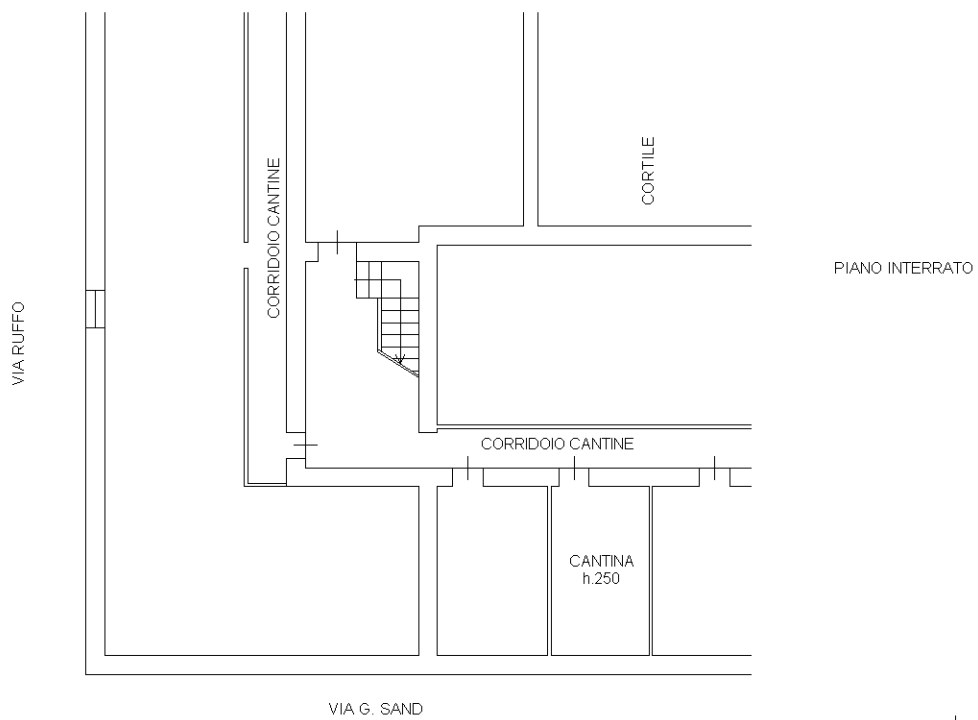 CORTILE
CORRIDOIO CANTINE
PIANO INTERRATO
VIA RUFFO
CORRIDOIO CANTINE
CANTINA
h.250
VIA G. SAND